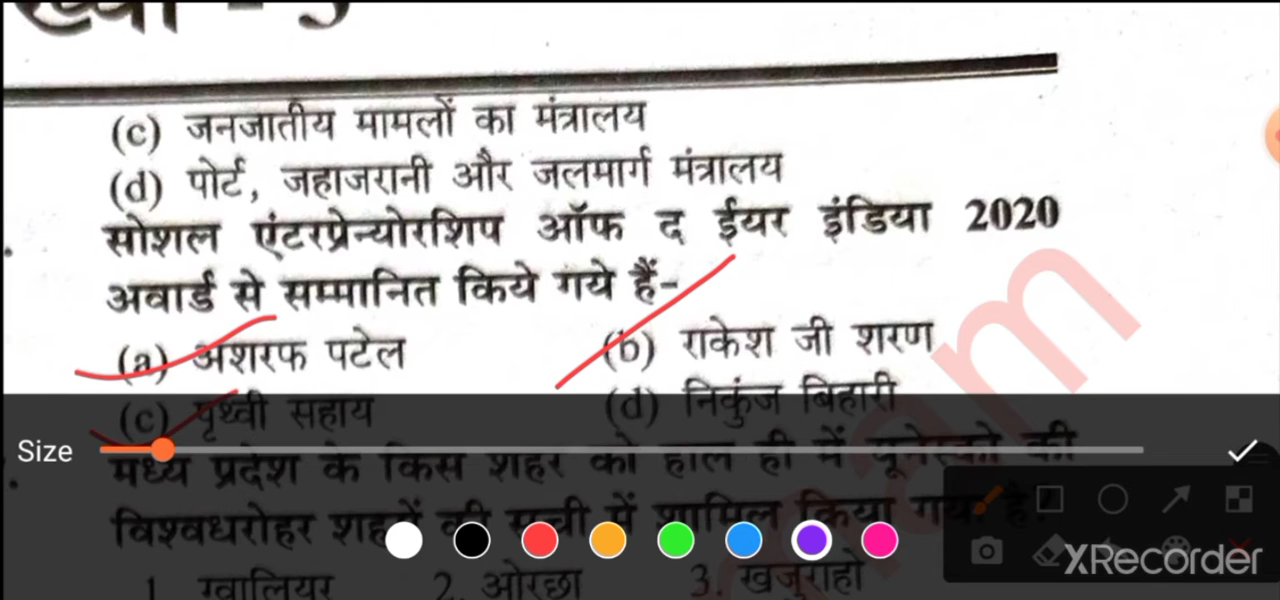 (c) जनजातीय मामलों का मंत्रालय
(d) पोर्ट, जहाजरानी और जलमार्ग मंत्रालय
सोशल एंटरप्रेन्योरशिप ऑफ द ईयर इंडिया 2020
अवार्ड से सम्मानित किये गये हैं-
(a) अशरफ पटेल (b) राकेश जी शरण
(c) पृथ्वी सहाय (d) निकुंज बिहारी
Size
मध्य प्रदेश के किस शहर को हाल ही में यूनेस्को की
विश्वधरोहर शहरों की सूची में शामिल किया गया है?
XRecorder
1. ग्वालियर 2. ओरछा 3. खजुराहो